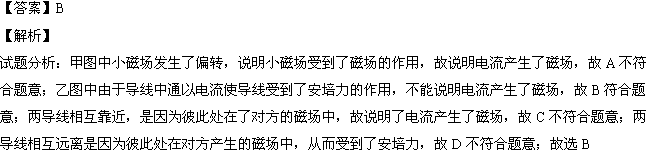 【答案】B
【解析】
试题分析：甲图中小磁场发生了偏转，说明小磁场受到了磁场的作用，故说明电流产生了磁场，故 A 不符
合题意；乙图中由于导线中通以电流使导线受到了安培力的作用，不能说明电流产生了磁场，故 B 符合题
意；两导线相互靠近，是因为彼此处在了对方的磁场中，故说明了电流产生了磁场，故 C 不符合题意；两
导线相互远离是因为彼此处在对方产生的磁场中，从而受到了安培力，故 D 不符合题意；故选 B